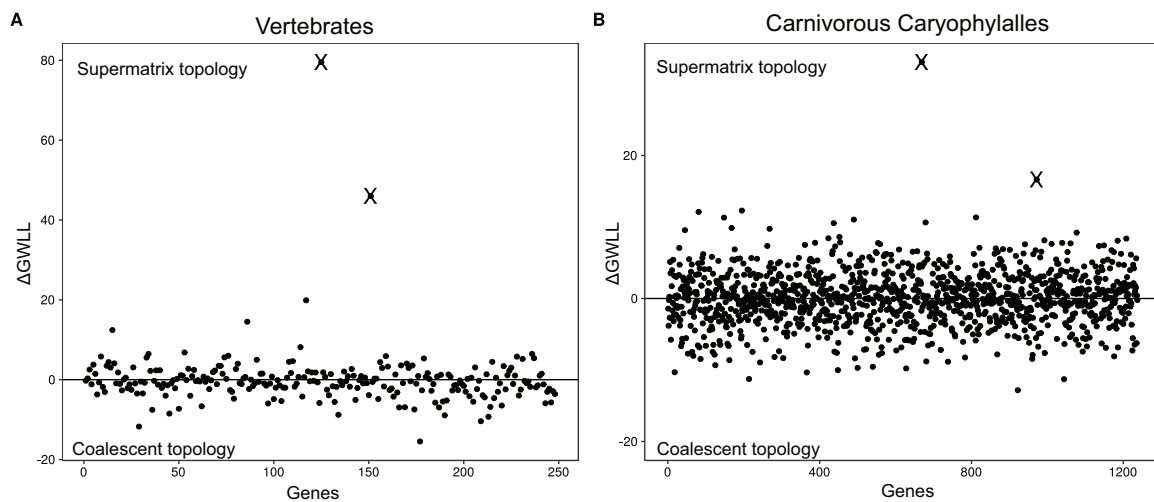 A
Vertebrates
80
Supermatrix topology
X
60
X
40
ΔGWLL
20
0
Coalescent topology
-20
0 50 100 150 200 250
Genes
B
Carnivorous Caryophylalles
Supermatrix topology
X
20
X
ΔGWLL
0
-20
Coalescent topology
0 400 800 1200
Genes